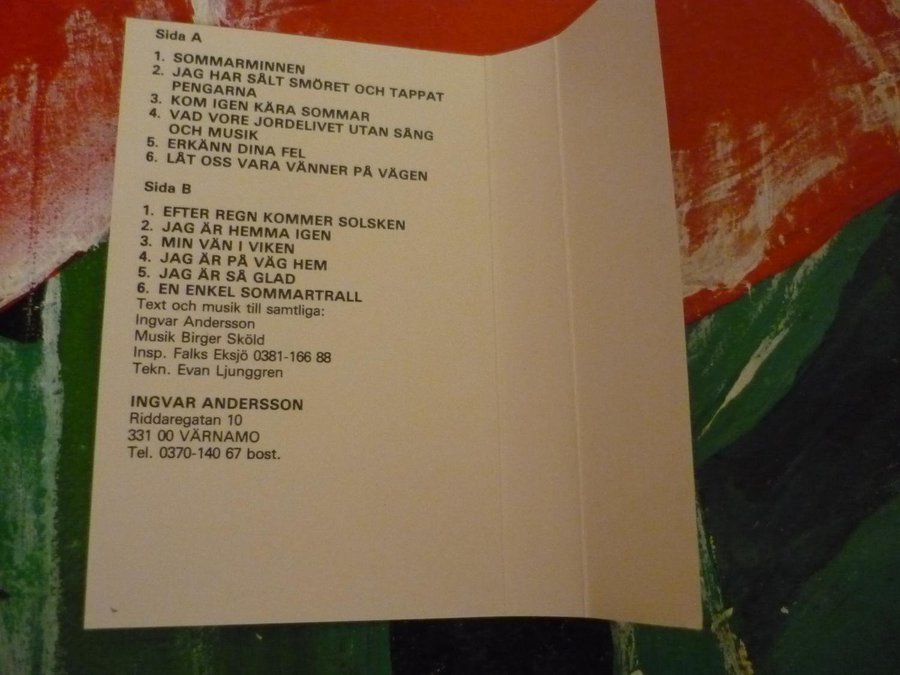 Sida A
1. SOMMARMINNEN
2. JAG HAR SÅLT SMÖRET OCH TAPPAT
PENGARNA
3. KOM IGEN KÄRA SOMMAR
4. VAD VORE JORDELIVET UTAN SÅNG
OCH MUSIK
5. ERKÄNN DINA FEL
6. LÅT OSS VARA VÄNNER PÅ VÄGEN
Sida B
1. EFTER REGN KOMMER SOLSKEN
2. JAG ÄR HEMMA IGEN
3. MIN VÄN I VIKEN
4. JAG ÄR PÅ VÄG HEM
5. JAG ÄR SÅ GLAD
6. EN ENKEL SOMMARTRALL
Text och musik till samtliga:
Ingvar Andersson
Musik Birger Sköld
Insp. Falks Eksjö 0381-166 88
Tekn. Evan Ljunggren
INGVAR ANDERSSON
Riddaregatan 10
331 00 VÄRNAMO
Tel. 0370-140 67 bost.